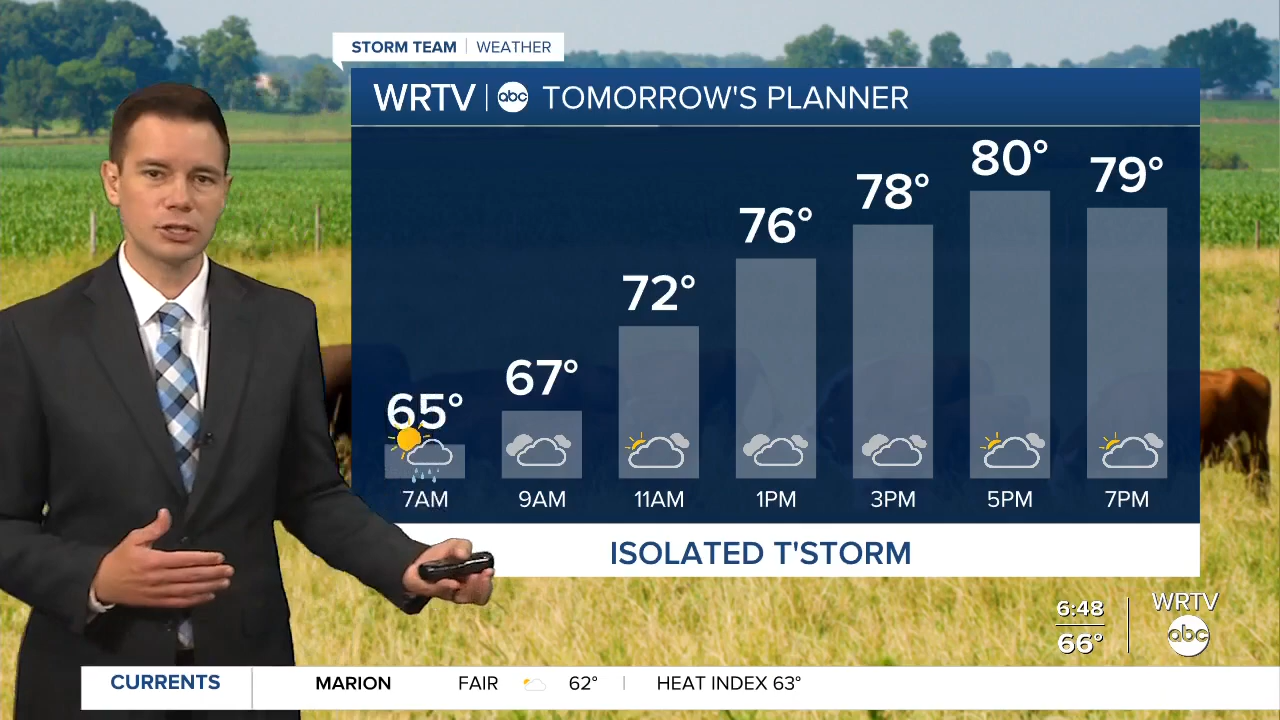 STORM TEAM | WEATHER
WRTV | abc TOMORROW'S PLANNER
65° 67° 72° 76° 78° 80° 79°
7AM 9AM 11AM 1PM 3PM 5PM 7PM
ISOLATED T'STORM
6:48 WRTV
66° abc
CURRENTS MARION FAIR 62° | HEAT INDEX 63°